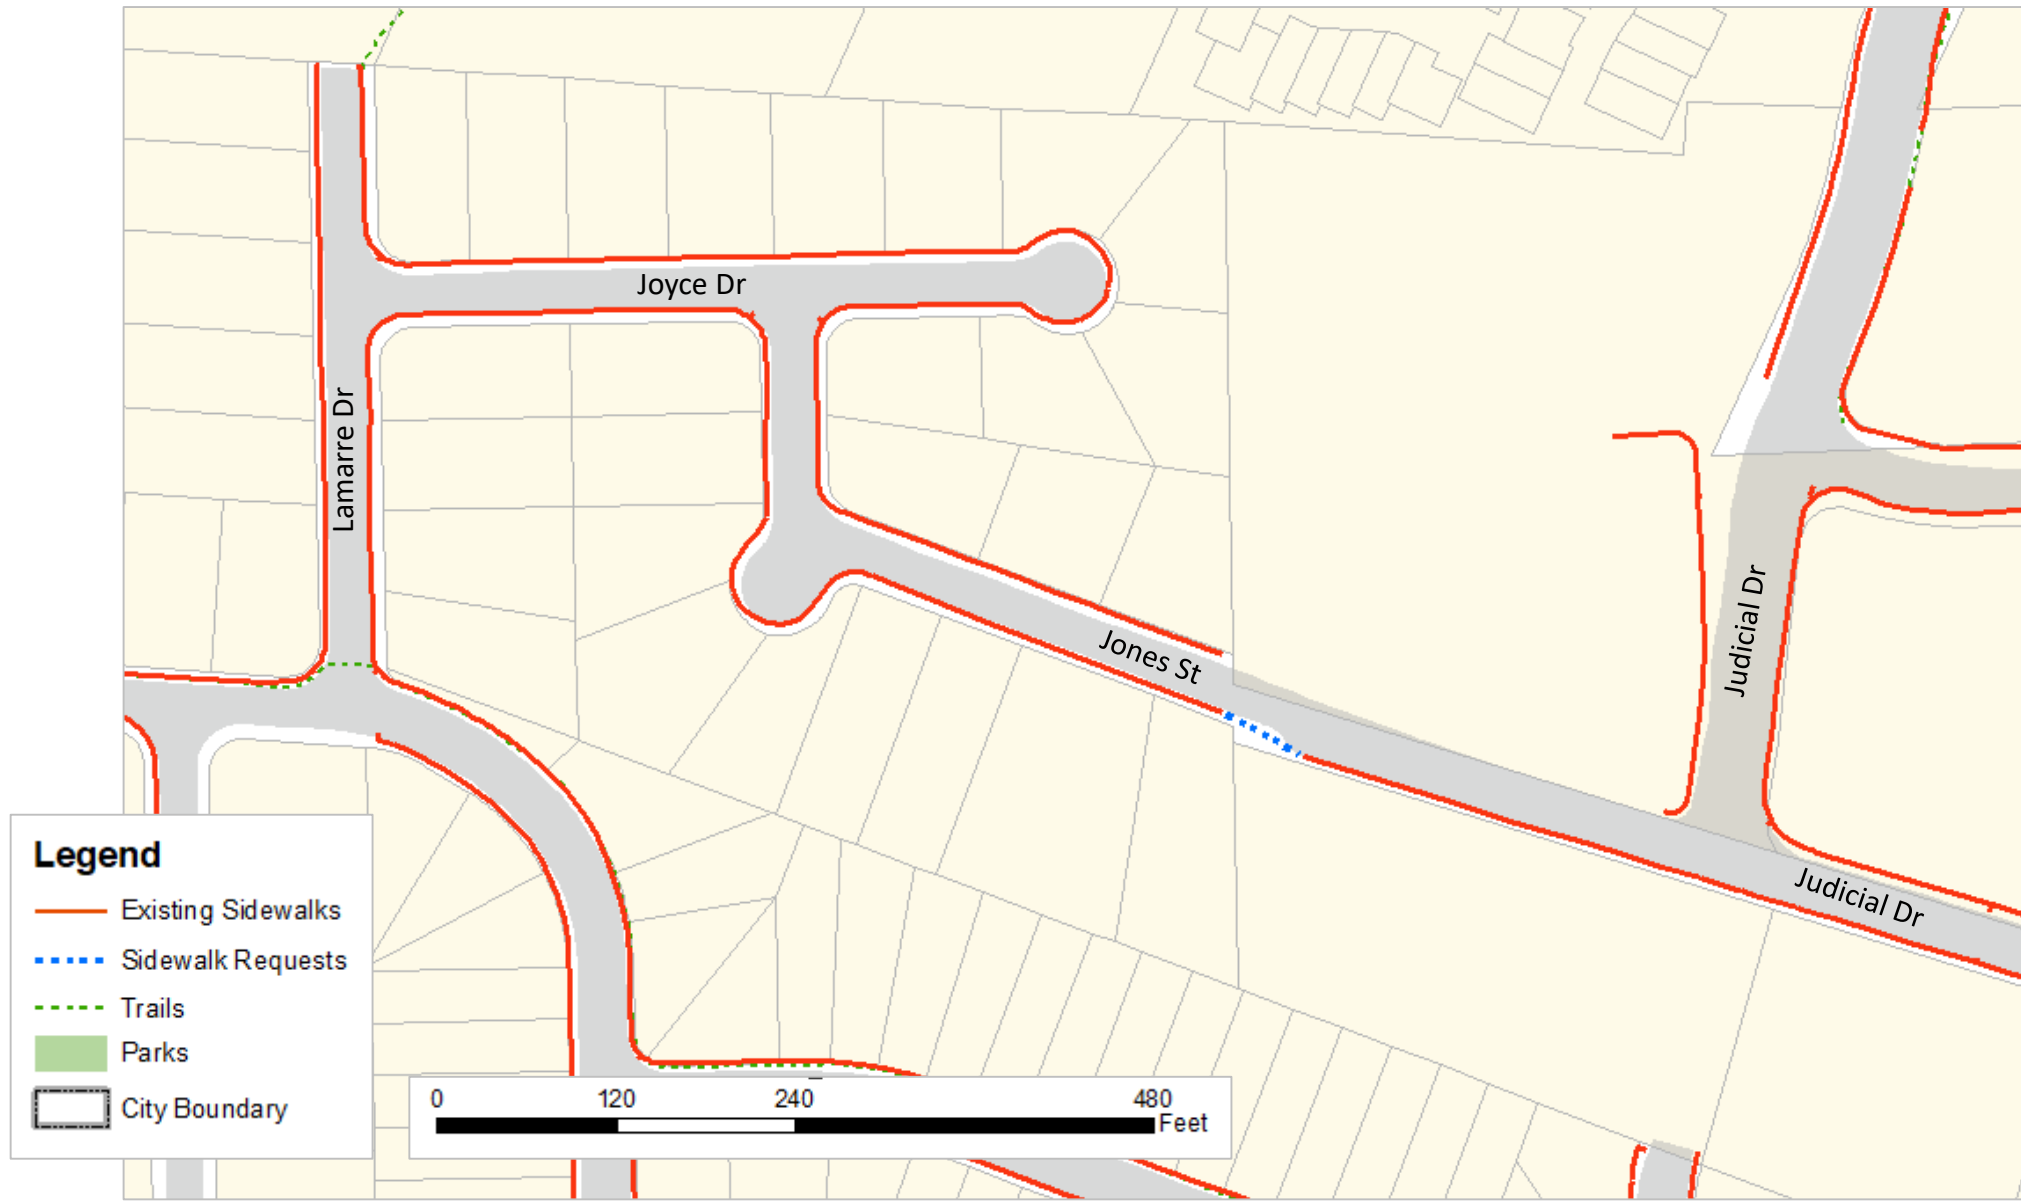 Joyce Dr
Lamarre Dr
Jones St
Judicial Dr
Judicial Dr
Legend
Existing Sidewalks
Sidewalk Requests
Trails
Parks
City Boundary
0 120 240 480
Feet